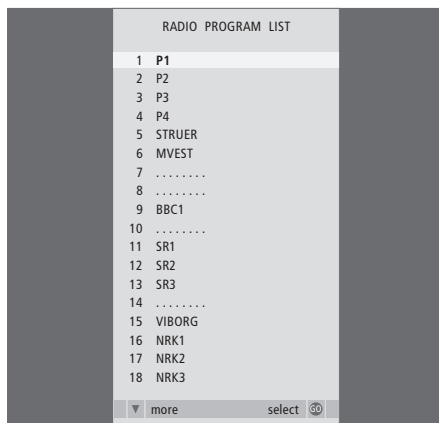 RADIO PROGRAM LIST
1 P1
2 P2
3 P3
4 P4
5 STRUER
6 MVEST
7 ........
8 ........
9 BBC1
10 ........
11 SR1
12 SR2
13 SR3
14 ........
15 VIBORG
16 NRK1
17 NRK2
18 NRK3
▼ more select GO